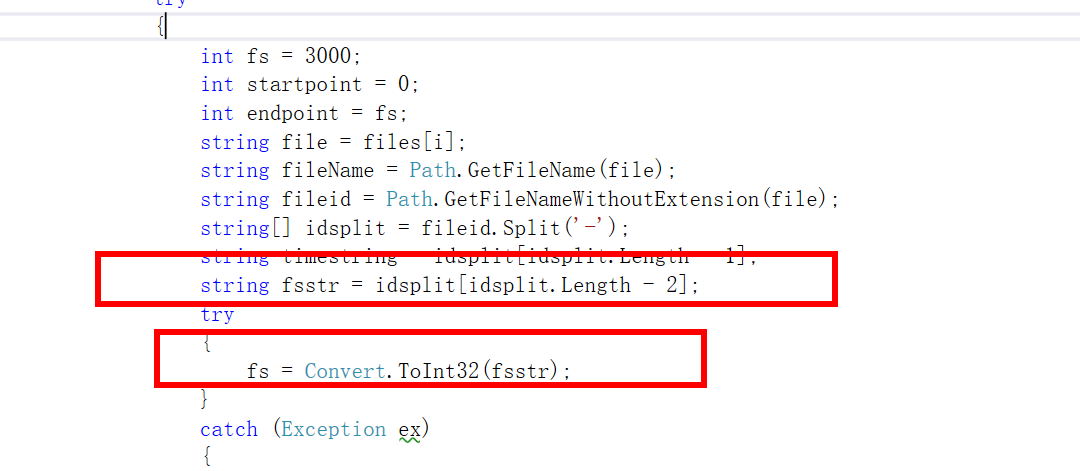 try
{
int fs = 3000;
int startpoint = 0;
int endpoint = fs;
string file = files[i];
string fileName = Path.GetFileName(file);
string fileid = Path.GetFileNameWithoutExtension(file);
string[] idsplit = fileid.Split('-');
string timestring = idsplit[idsplit.Length - 1];
string fsstr = idsplit[idsplit.Length - 2];
try
{
fs = Convert.ToInt32(fsstr);
}
catch (Exception ex)
{